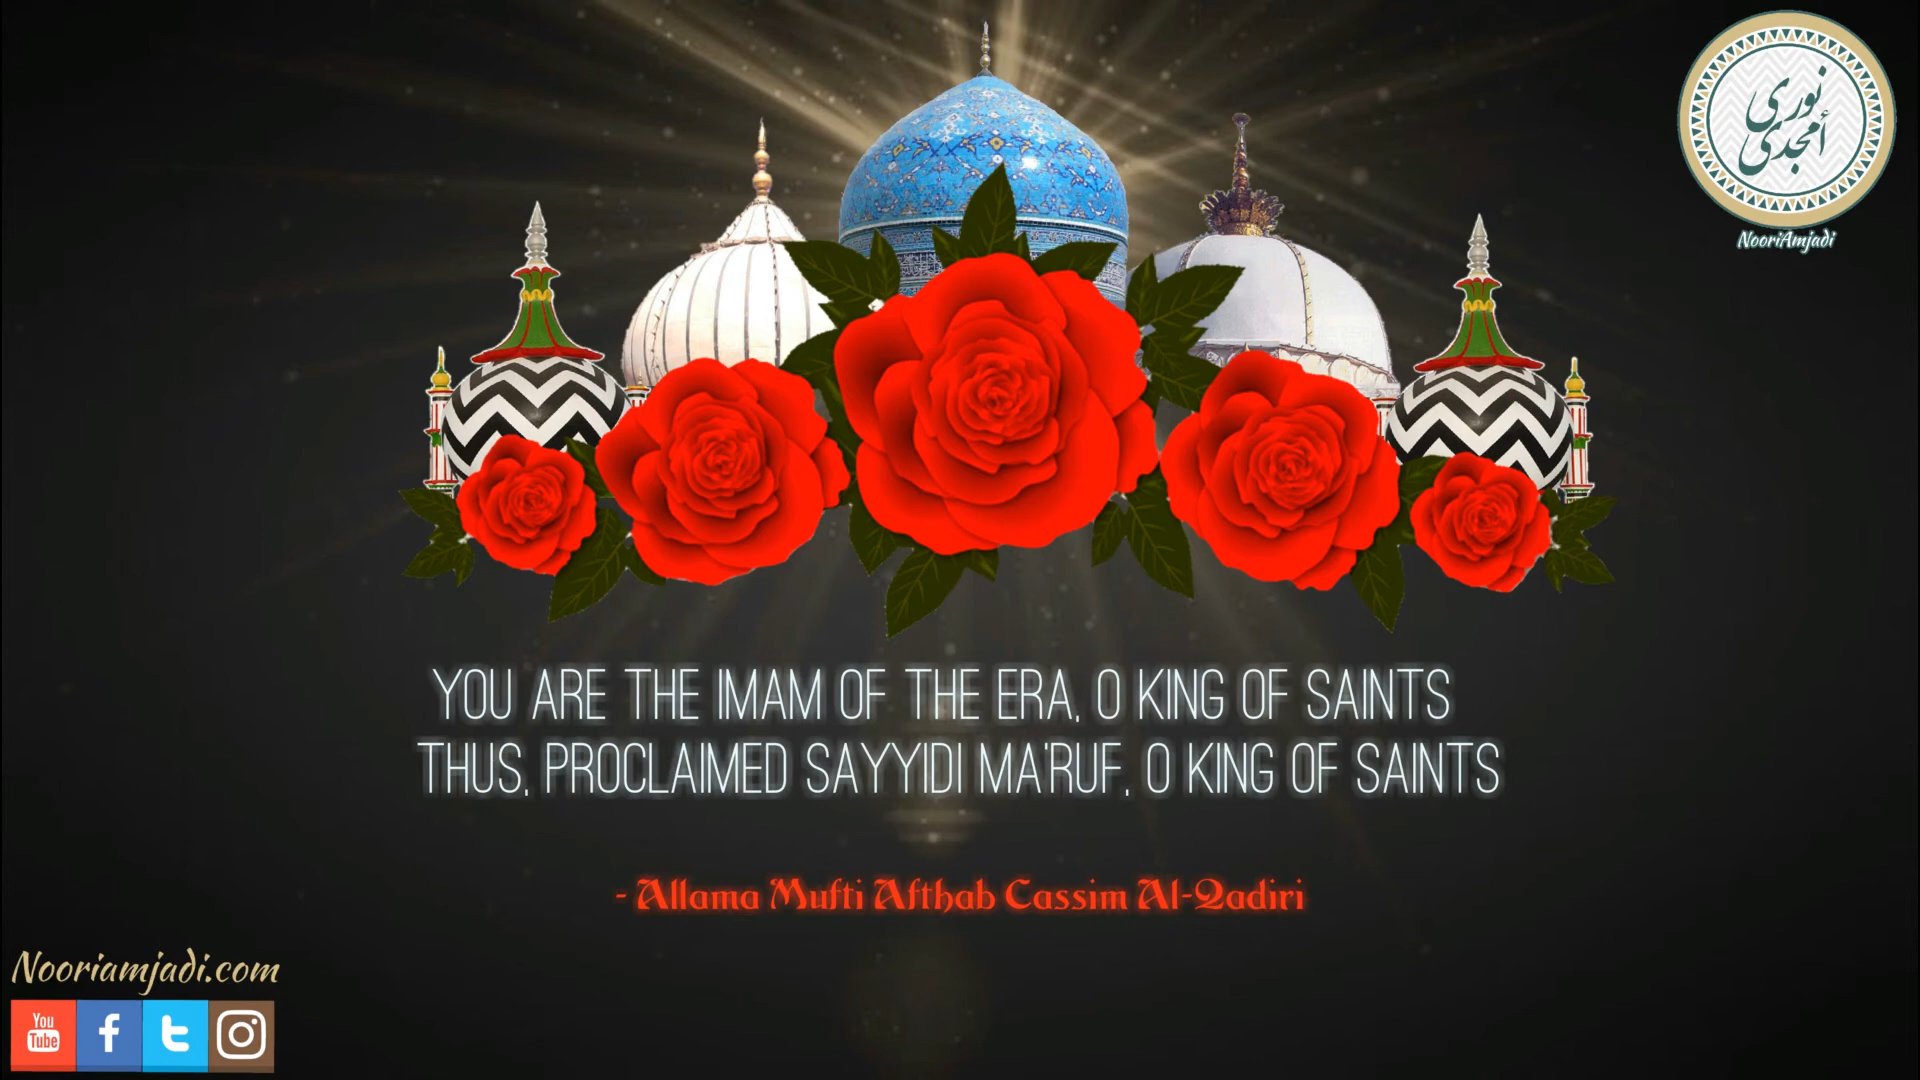 نوری
أمجدی
NooriAmjadi
YOU ARE THE IMAM OF THE ERA, O KING OF SAINTS
THUS, PROCLAIMED SAYYIDI MA'RUF, O KING OF SAINTS
- Allama Mufti Afthab Cassim Al-Qadiri
Nooriamjadi.com
You
Tube